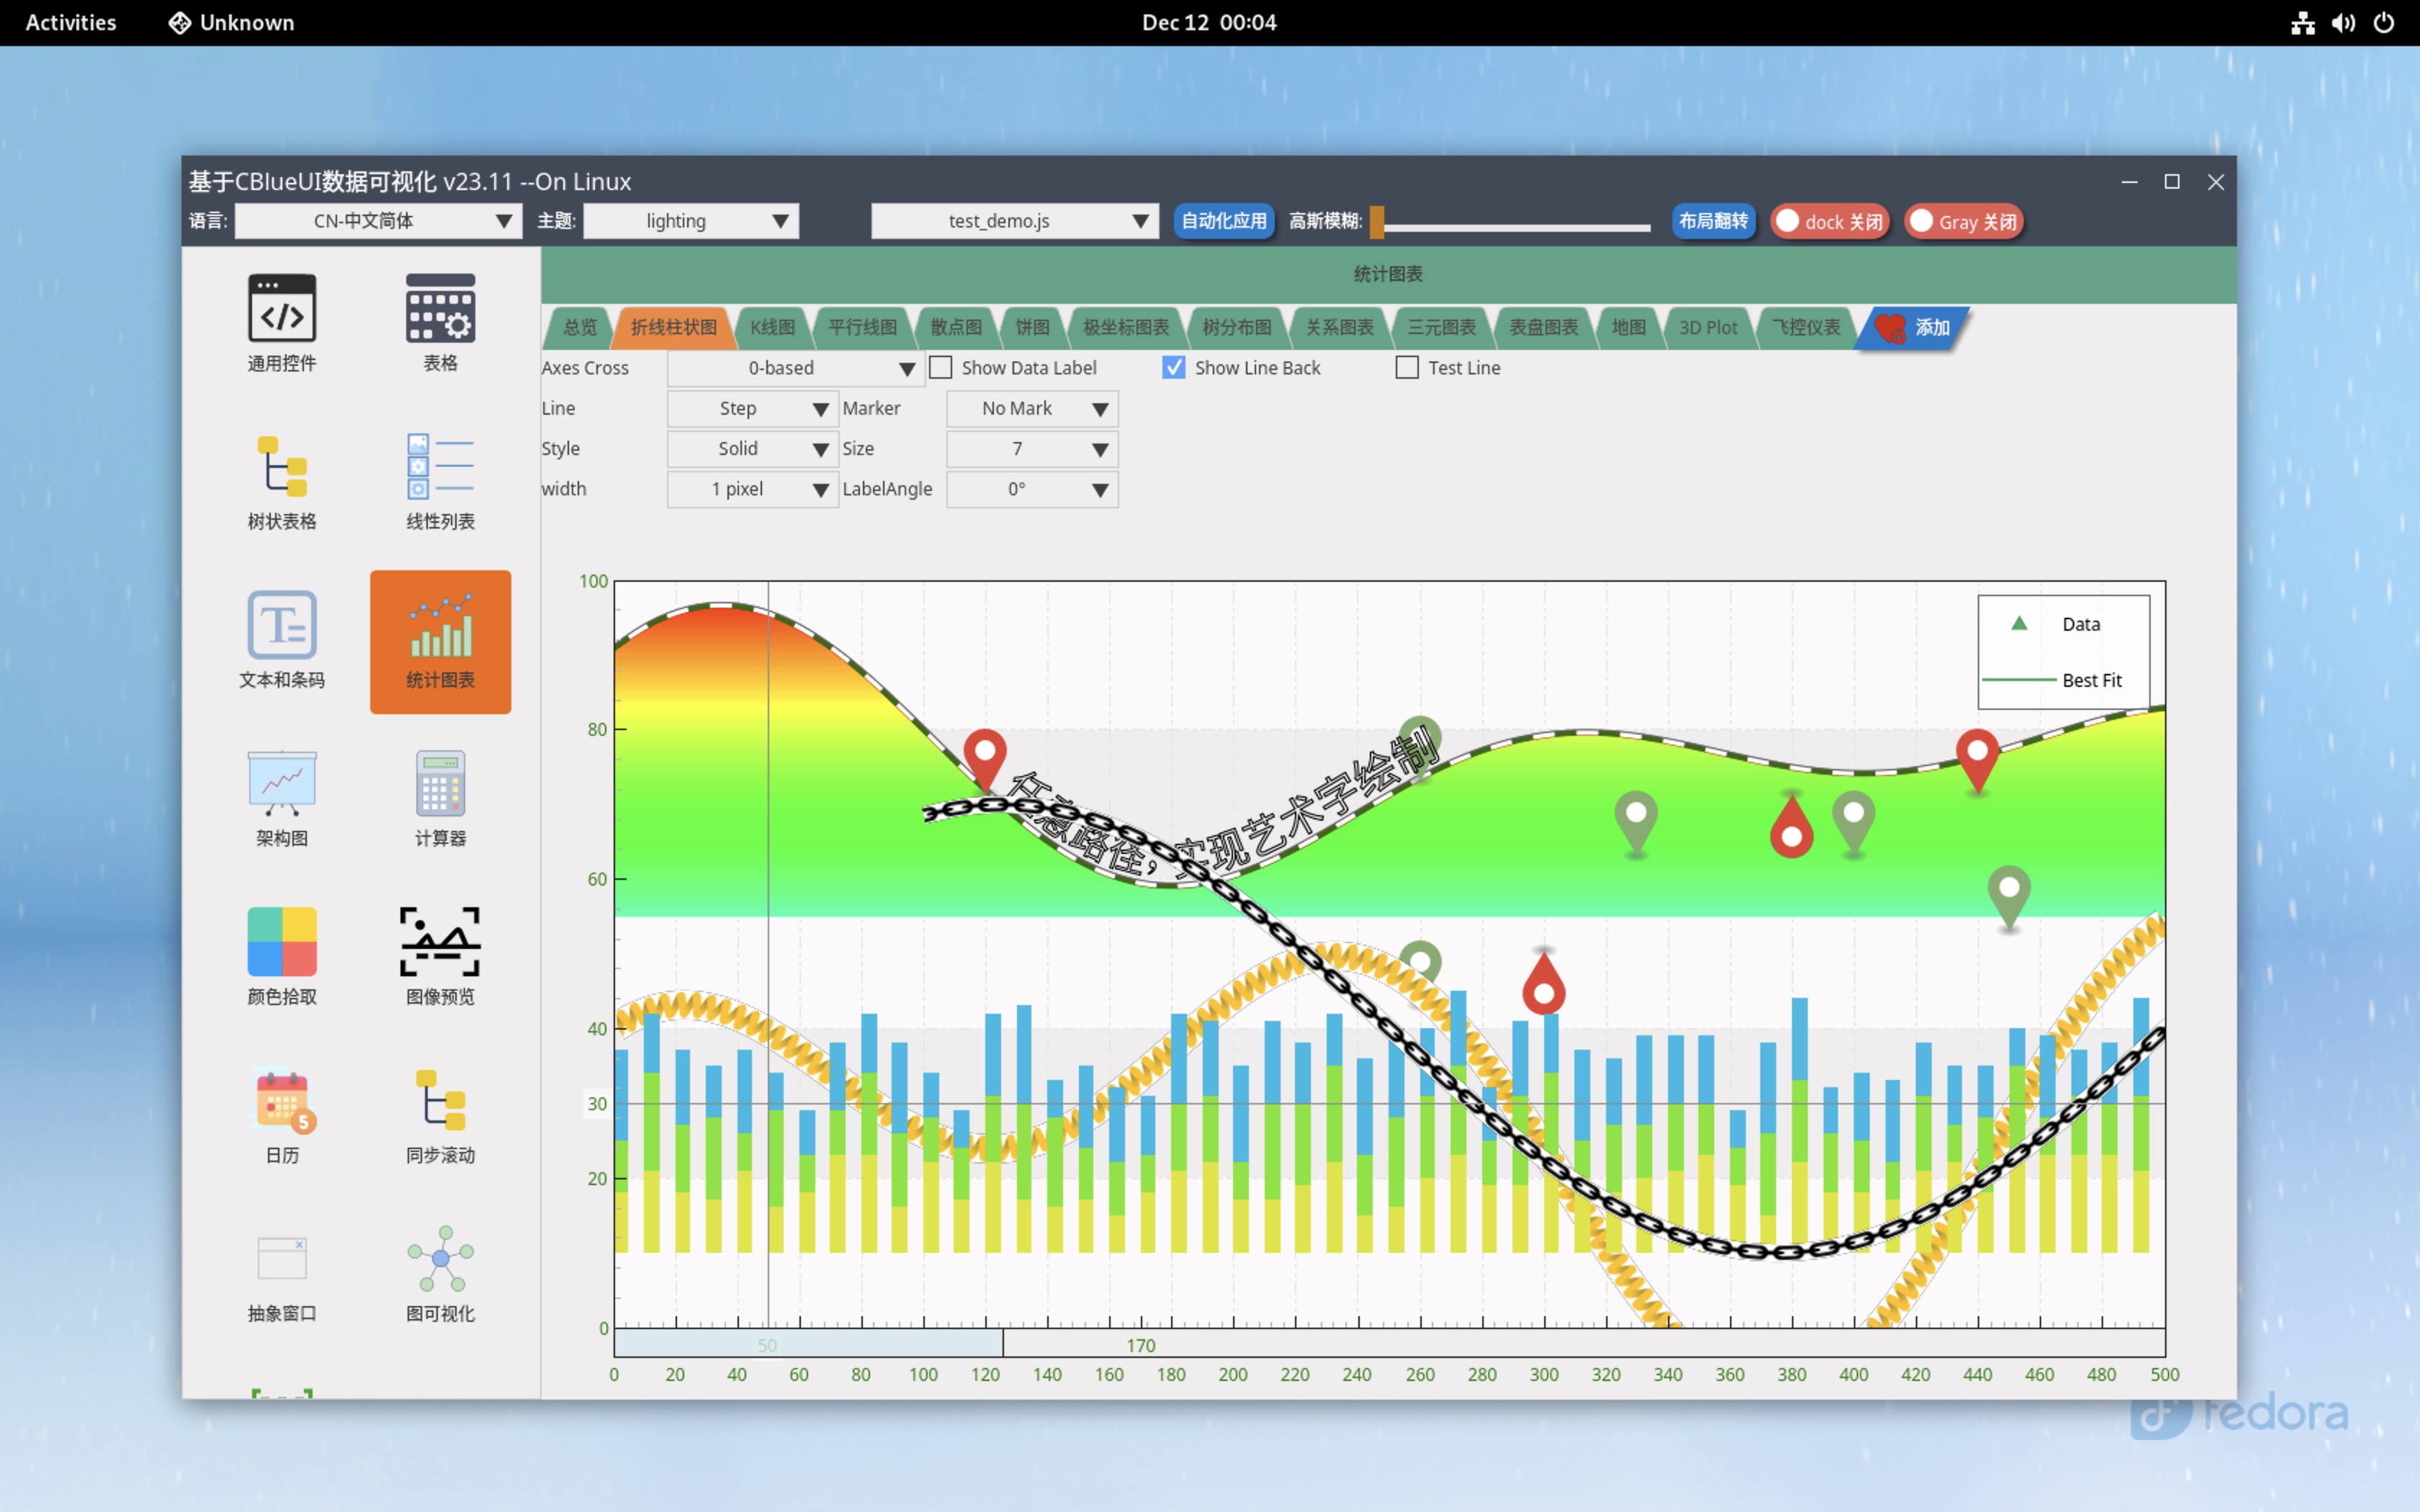 Activities Unknown Dec 12 00:04
基于CBlueUI数据可视化 v23.11 --On Linux
语言: CN-中文简体 主题: lighting test_demo.js 自动化应用 高斯模糊: 布局翻转 dock 关闭 Gray 关闭
通用控件 表格
树状表格 线性列表
文本和条码 统计图表
架构图 计算器
颜色拾取 图像预览
日历 同步滚动
5
抽象窗口 图可视化
统计图表
总览 折线柱状图 K线图 平行线图 散点图 饼图 极坐标图表 树分布图 关系图表 三元图表 表盘图表 地图 3D Plot 飞控仪表 添加
Axes Cross 0-based Show Data Label Show Line Back Test Line
Line Step Marker No Mark
Style Solid Size 7
width 1 pixel LabelAngle 0°
100
80
60
40
30
20
0
Data
Best Fit
任意路径，实现艺术字绘制
50 170
0 20 40 60 80 100 120 140 160 180 200 220 240 260 280 300 320 340 360 380 400 420 440 460 480 500
fedora